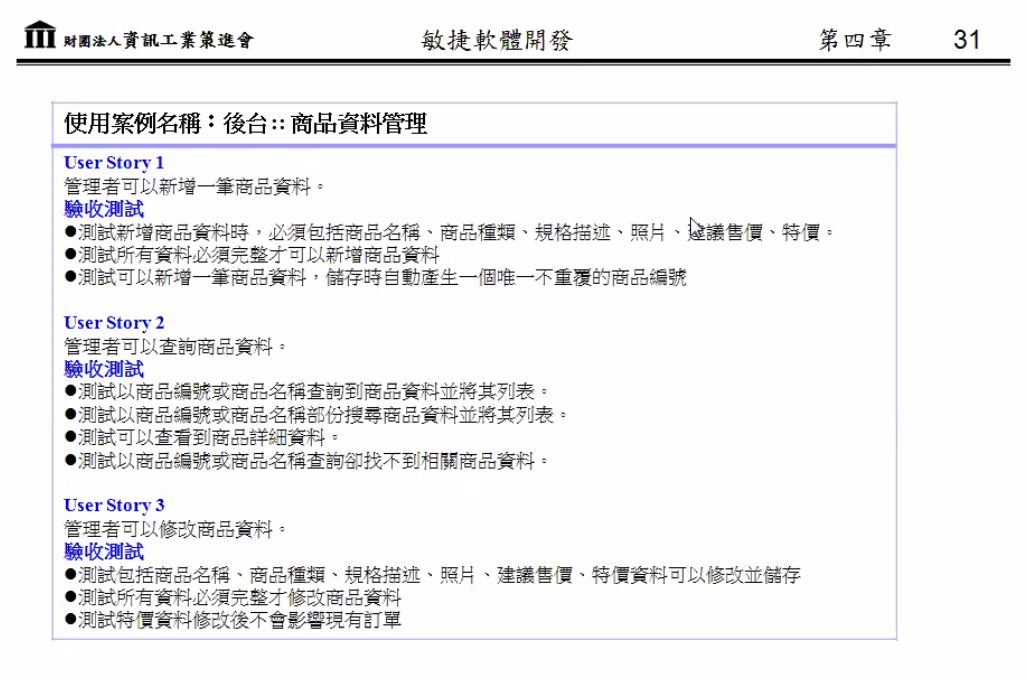 財團法人資訊工業策進會 敏捷軟體開發 第四章 31
使用案例名稱：後台::商品資料管理
User Story 1
管理者可以新增一筆商品資料。
驗收測試
●測試新增商品資料時，必須包括商品名稱、商品種類、規格描述、照片、建議售價、特價。
●測試所有資料必須完整才可以新增商品資料
●測試可以新增一筆商品資料，儲存時自動產生一個唯一不重覆的商品編號
User Story 2
管理者可以查詢商品資料。
驗收測試
●測試以商品編號或商品名稱查詢到商品資料並將其列表。
●測試以商品編號或商品名稱部份搜尋商品資料並將其列表。
●測試可以查看到商品詳細資料。
●測試以商品編號或商品名稱查詢卻找不到相關商品資料。
User Story 3
管理者可以修改商品資料。
驗收測試
●測試包括商品名稱、商品種類、規格描述、照片、建議售價、特價資料可以修改並儲存
●測試所有資料必須完整才修改商品資料
●測試特價資料修改後不會影響現有訂單